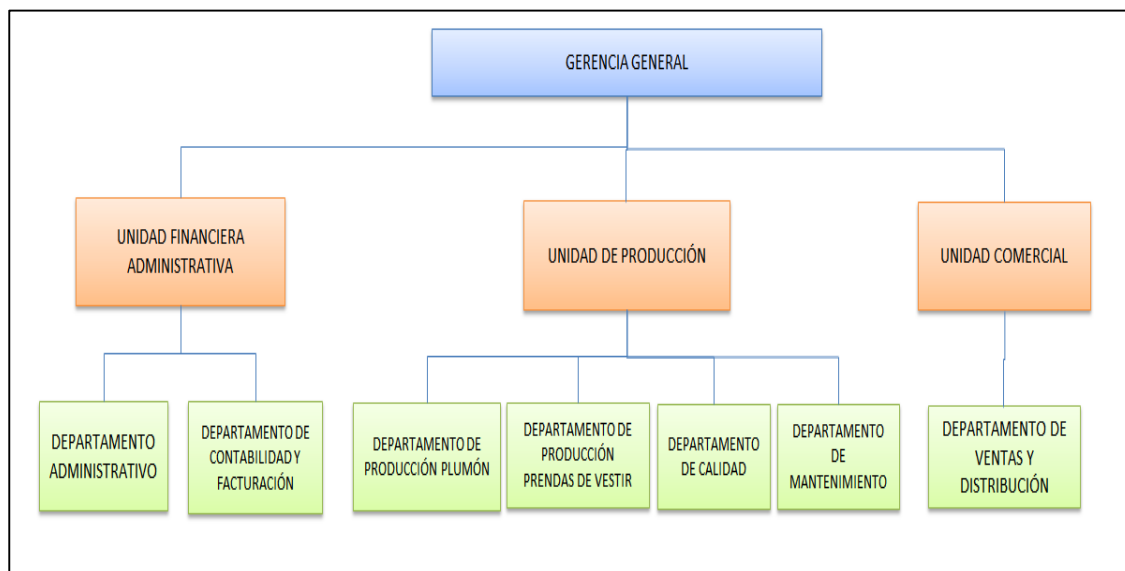 GERENCIA GENERAL
UNIDAD FINANCIERA
ADMINISTRATIVA
UNIDAD DE PRODUCCIÓN
UNIDAD COMERCIAL
DEPARTAMENTO
ADMINISTRATIVO
DEPARTAMENTO DE
CONTABILIDAD Y
FACTURACIÓN
DEPARTAMENTO DE
PRODUCCIÓN PLUMÓN
DEPARTAMENTO DE
PRODUCCIÓN
PRENDAS DE VESTIR
DEPARTAMENTO
DE CALIDAD
DEPARTAMENTO
DE
MANTENIMIENTO
DEPARTAMENTO DE
VENTAS Y
DISTRIBUCIÓN